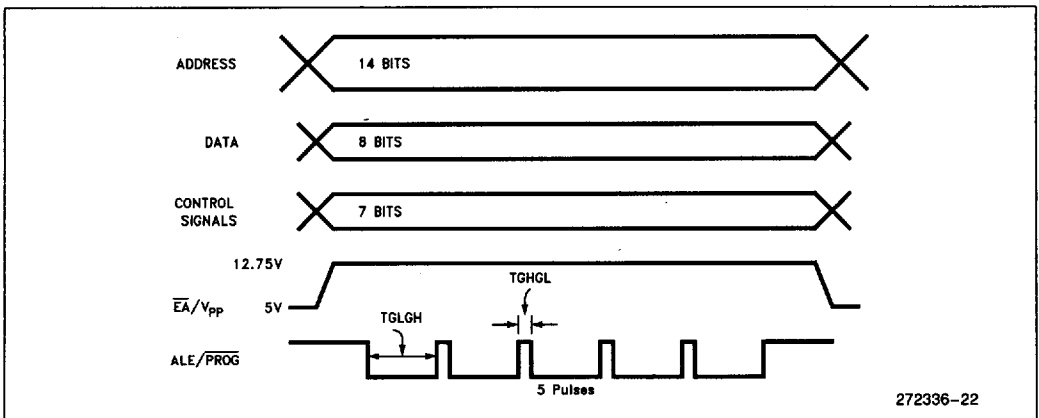 ADDRESS
14 BITS
DATA
8 BITS
CONTROL
SIGNALS
7 BITS
12.75V
TGHGL
EA/VPP
5V
TGLGH
ALE/PROG
5 Pulses
272336-22